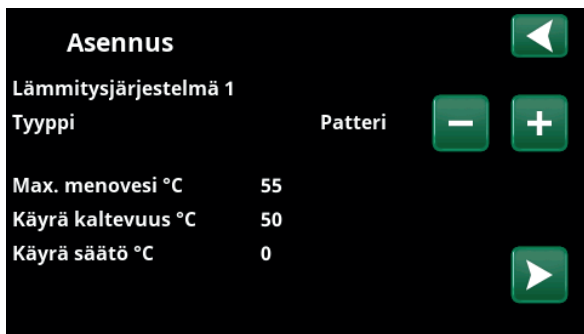 Asennus
Lämmitysjärjestelmä 1
Tyyppi Patteri
Max. menovesi °C 55
Käyrä kaltevuus °C 50
Käyrä säätö °C 0